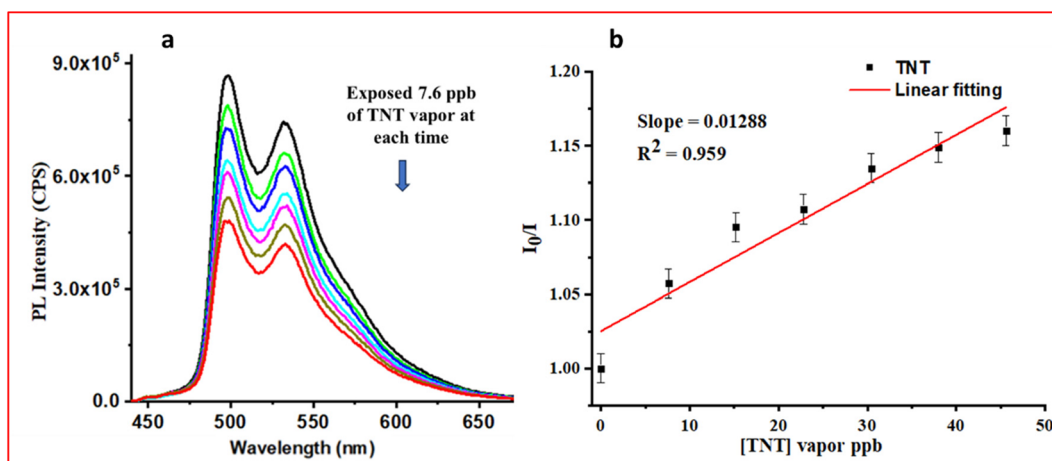 a
9.0x10⁵
6.0x10⁵
3.0x10⁵
0.0
PL Intensity (CPS)
Exposed 7.6 ppb
of TNT vapor at
each time
450
500
550
600
650
Wavelength (nm)
b
1.20
1.15
1.10
1.05
1.00
I₀/I
TNT
Linear fitting
Slope = 0.01288
R² = 0.959
0
10
20
30
40
50
[TNT] vapor ppb